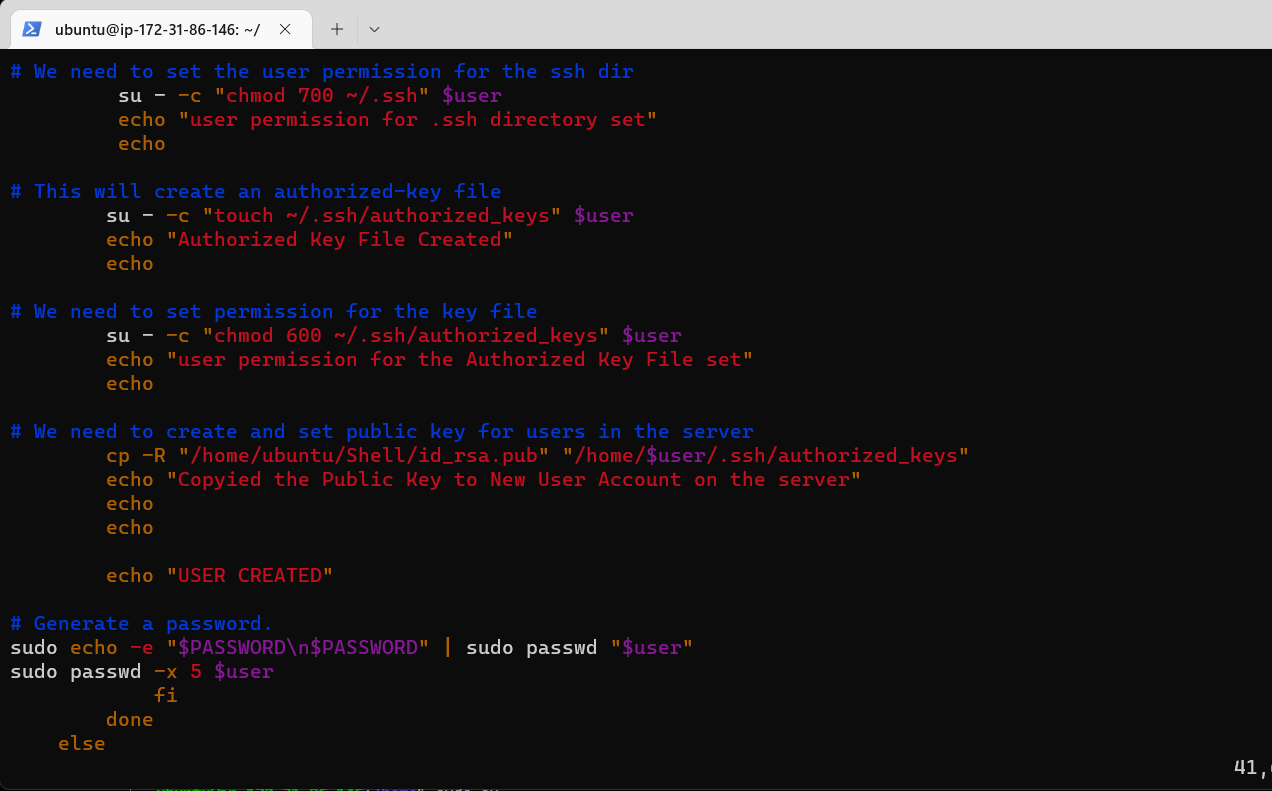 ubuntu@ip-172-31-86-146: ~/
# We need to set the user permission for the ssh dir
su - -c "chmod 700 ~/.ssh" $user
echo "user permission for .ssh directory set"
echo
# This will create an authorized-key file
su - -c "touch ~/.ssh/authorized_keys" $user
echo "Authorized Key File Created"
echo
# We need to set permission for the key file
su - -c "chmod 600 ~/.ssh/authorized_keys" $user
echo "user permission for the Authorized Key File set"
echo
# We need to create and set public key for users in the server
cp -R "/home/ubuntu/Shell/id_rsa.pub" "/home/$user/.ssh/authorized_keys"
echo "Copyied the Public Key to New User Account on the server"
echo
echo
echo "USER CREATED"
# Generate a password.
sudo echo -e "$PASSWORD\n$PASSWORD" | sudo passwd "$user"
sudo passwd -x 5 $user
fi
done
else
41,